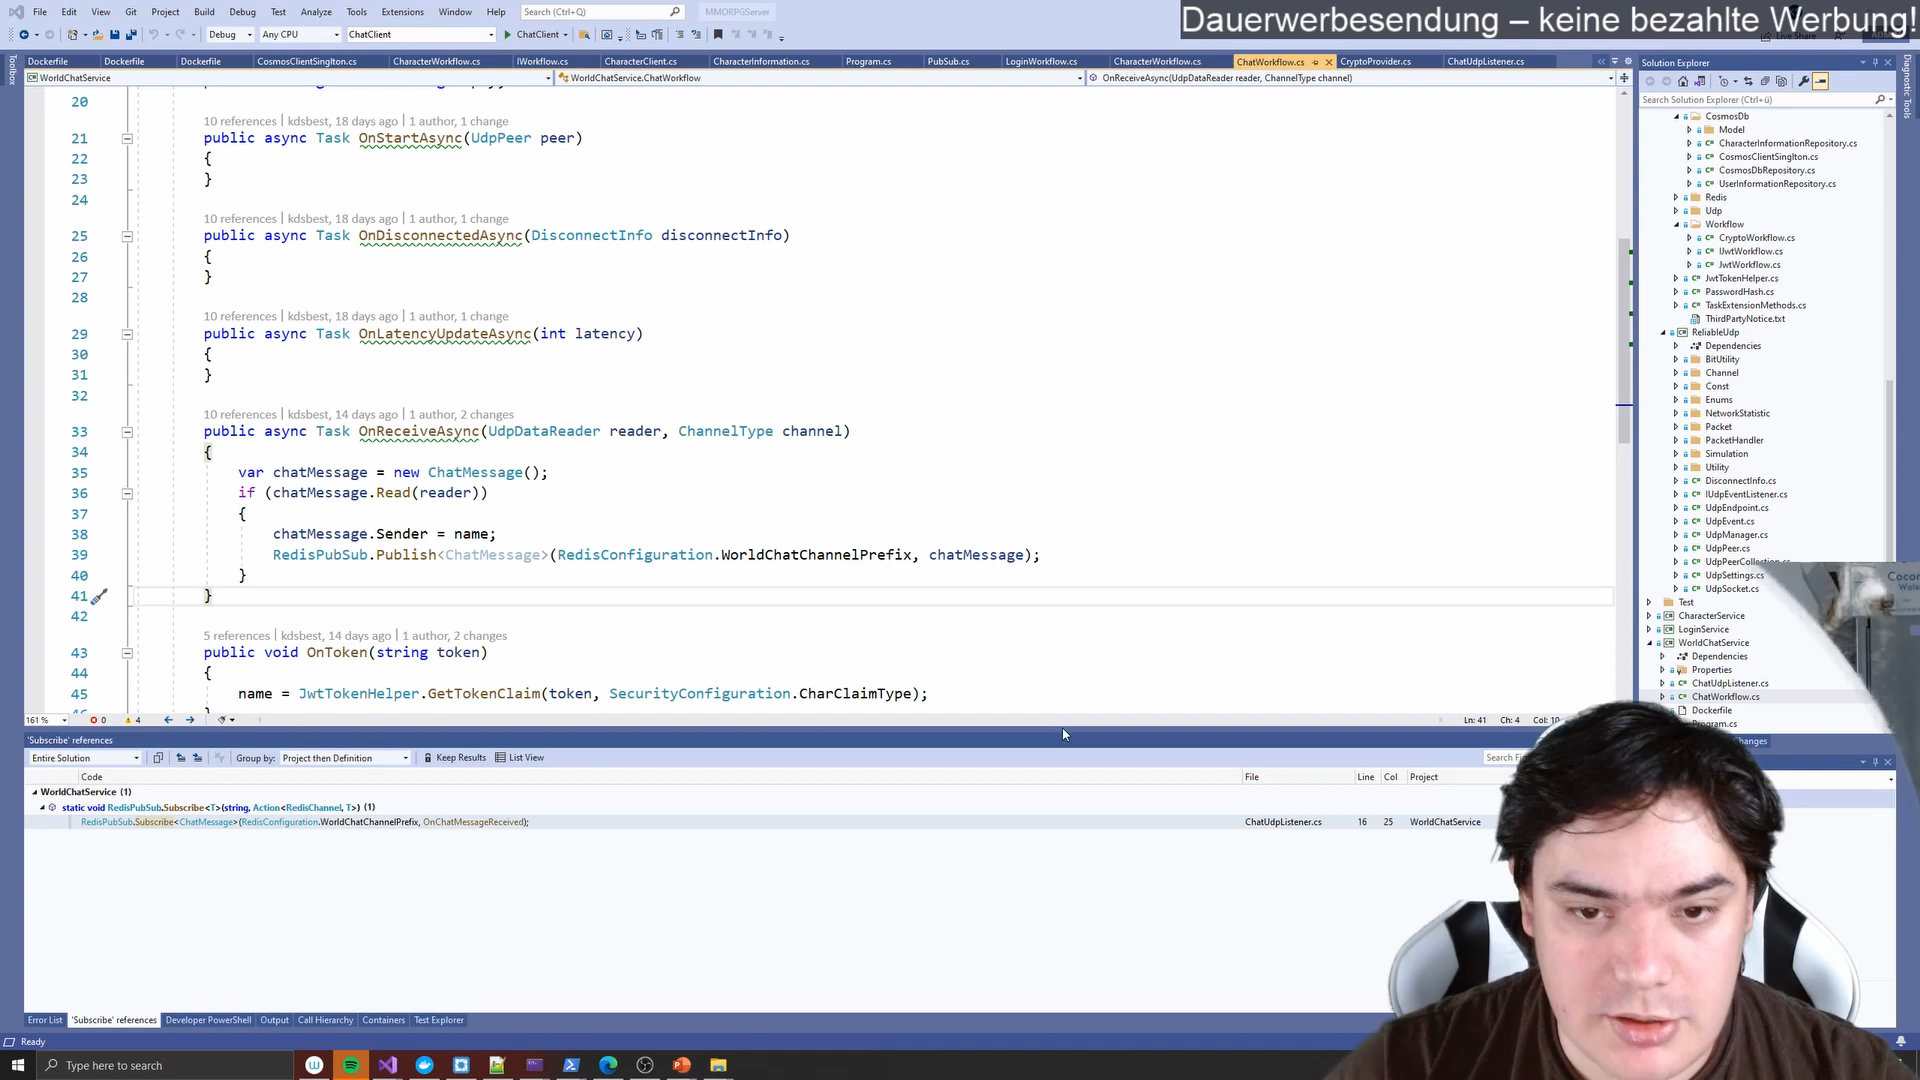 Dauerwerbesendung – keine bezahlte Werbung!
File Edit View Git Project Build Debug Test Analyze Tools Extensions Window Help Search (Ctrl+Q) MMORPGServer
Debug Any CPU ChatClient ChatClient Live Share
Dockerfile Dockerfile Dockerfile CosmosClientSinglton.cs CharacterWorkflow.cs IWorkflow.cs CharacterClient.cs CharacterInformation.cs Program.cs PubSub.cs LoginWorkflow.cs CharacterWorkflow.cs ChatWorkflow.cs CryptoProvider.cs ChatUdpListener.cs
WorldChatService WorldChatService.ChatWorkflow OnReceiveAsync(UdpDataReader reader, ChannelType channel)
Toolbox
20
10 references | kdsbest, 18 days ago | 1 author, 1 change
21 public async Task OnStartAsync(UdpPeer peer)
22 {
23 }
24
10 references | kdsbest, 18 days ago | 1 author, 1 change
25 public async Task OnDisconnectedAsync(DisconnectInfo disconnectInfo)
26 {
27 }
28
10 references | kdsbest, 18 days ago | 1 author, 1 change
29 public async Task OnLatencyUpdateAsync(int latency)
30 {
31 }
32
10 references | kdsbest, 14 days ago | 1 author, 2 changes
33 public async Task OnReceiveAsync(UdpDataReader reader, ChannelType channel)
34 {
35 var chatMessage = new ChatMessage();
36 if (chatMessage.Read(reader))
37 {
38 chatMessage.Sender = name;
39 RedisPubSub.Publish<ChatMessage>(RedisConfiguration.WorldChatChannelPrefix, chatMessage);
40 }
41 }
42
5 references | kdsbest, 14 days ago | 1 author, 2 changes
43 public void OnToken(string token)
44 {
45 name = JwtTokenHelper.GetTokenClaim(token, SecurityConfiguration.CharClaimType);
161 % 0 4 Ln: 41 Ch: 4
Solution Explorer
Search Solution Explorer (Ctrl+ü)
CosmosDb
Model
CharacterInformationRepository.cs
CosmosClientSinglton.cs
CosmosDbRepository.cs
UserInformationRepository.cs
Redis
Udp
Workflow
CryptoWorkflow.cs
IJwtWorkflow.cs
JwtWorkflow.cs
JwtTokenHelper.cs
PasswordHash.cs
TaskExtensionMethods.cs
ThirdPartyNotice.txt
ReliableUdp
Dependencies
BitUtility
Channel
Const
Enums
NetworkStatistic
Packet
PacketHandler
Simulation
Utility
DisconnectInfo.cs
IUdpEventListener.cs
UdpEndpoint.cs
UdpEvent.cs
UdpManager.cs
UdpPeer.cs
UdpPeerCollection.cs
UdpSettings.cs
UdpSocket.cs
Test
CharacterService
LoginService
WorldChatService
Dependencies
Properties
ChatUdpListener.cs
ChatWorkflow.cs
Dockerfile
Program.cs
Diagnostic Tools
'Subscribe' references
Entire Solution Group by: Project then Definition Keep Results List View
Code File Line Col Project
WorldChatService (1)
static void RedisPubSub.Subscribe<T>(string, Action<RedisChannel, T>) (1)
RedisPubSub.Subscribe<ChatMessage>(RedisConfiguration.WorldChatChannelPrefix, OnChatMessageReceived); ChatUdpListener.cs 16 25 WorldChatService
Error List 'Subscribe' references Developer PowerShell Output Call Hierarchy Containers Test Explorer
Ready
Type here to search